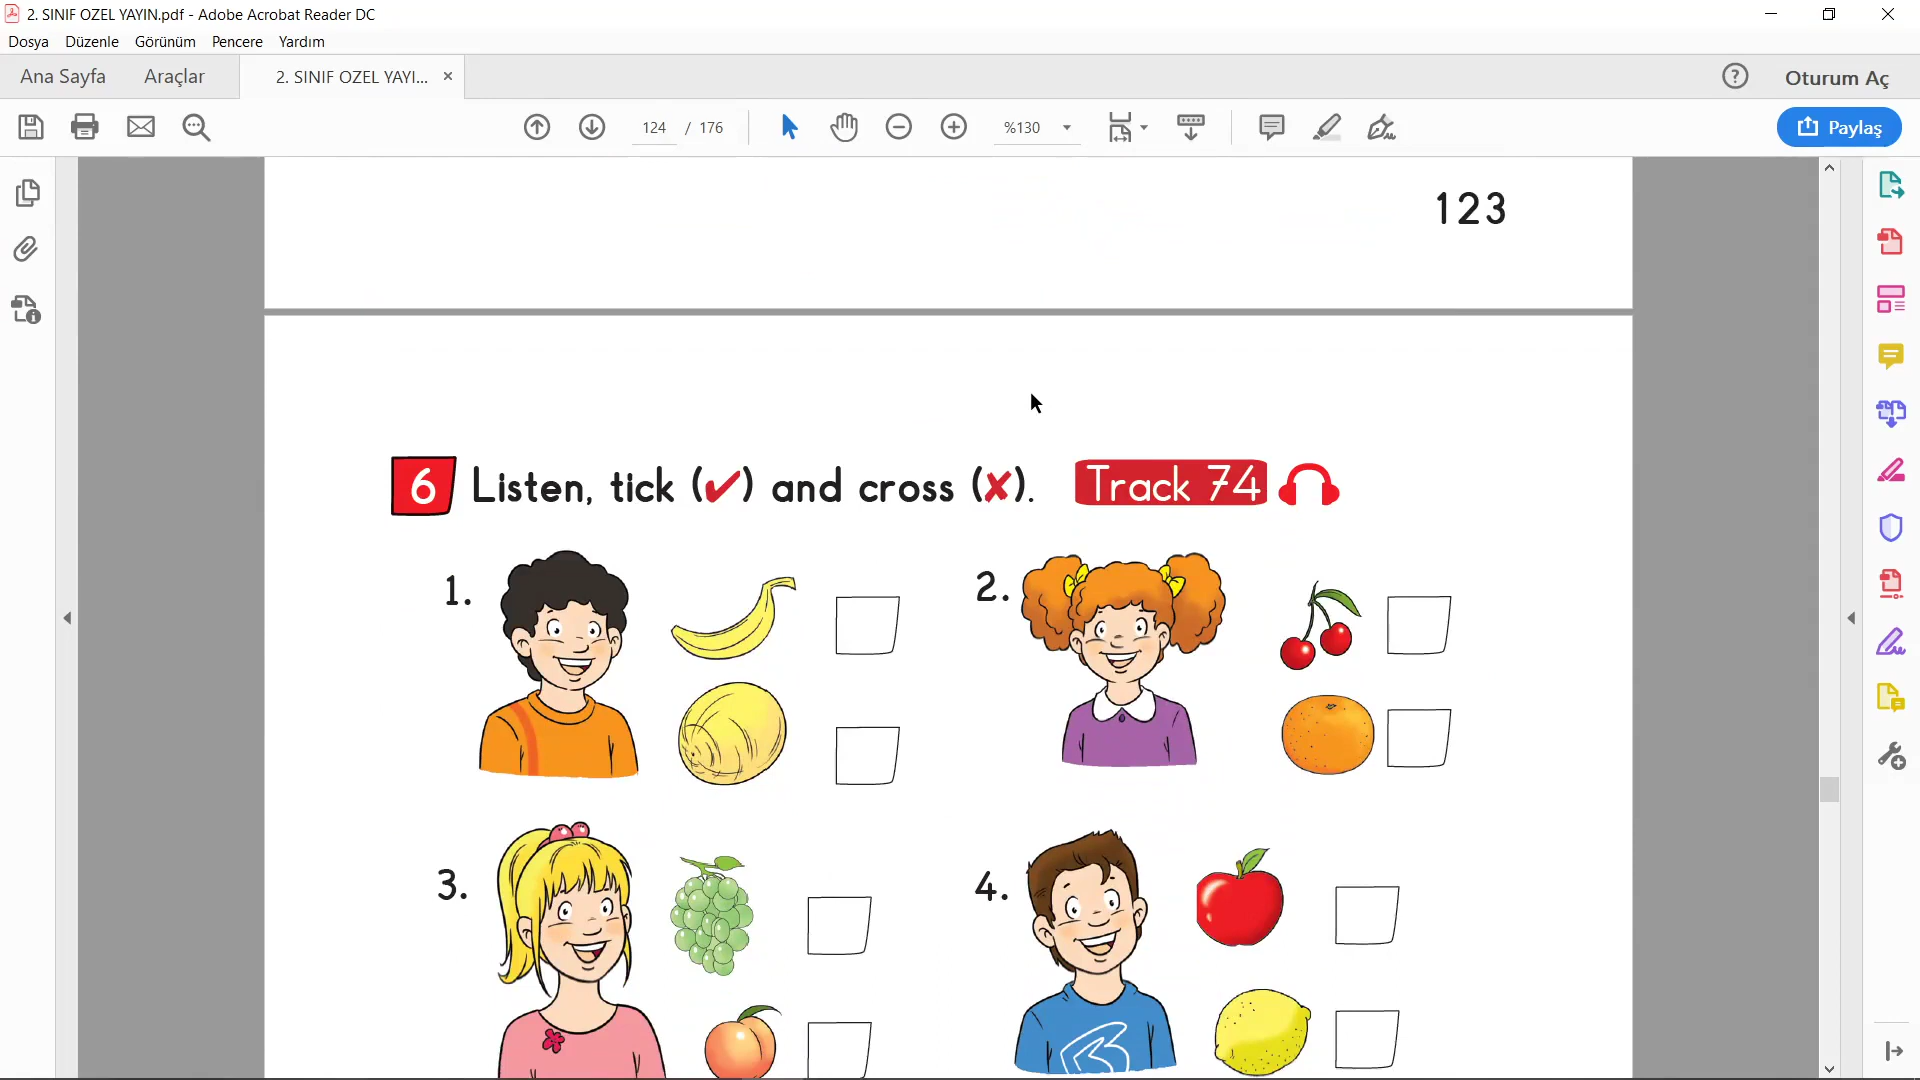 2. SINIF OZEL YAYIN.pdf - Adobe Acrobat Reader DC
Dosya Düzenle Görünüm Pencere Yardım
Ana Sayfa Araçlar 2. SINIF OZEL YAYI... Oturum Aç
124 / 176 %130 Paylaş
123
6 Listen, tick (✔) and cross (✘). Track 74
1. 2.
3. 4.